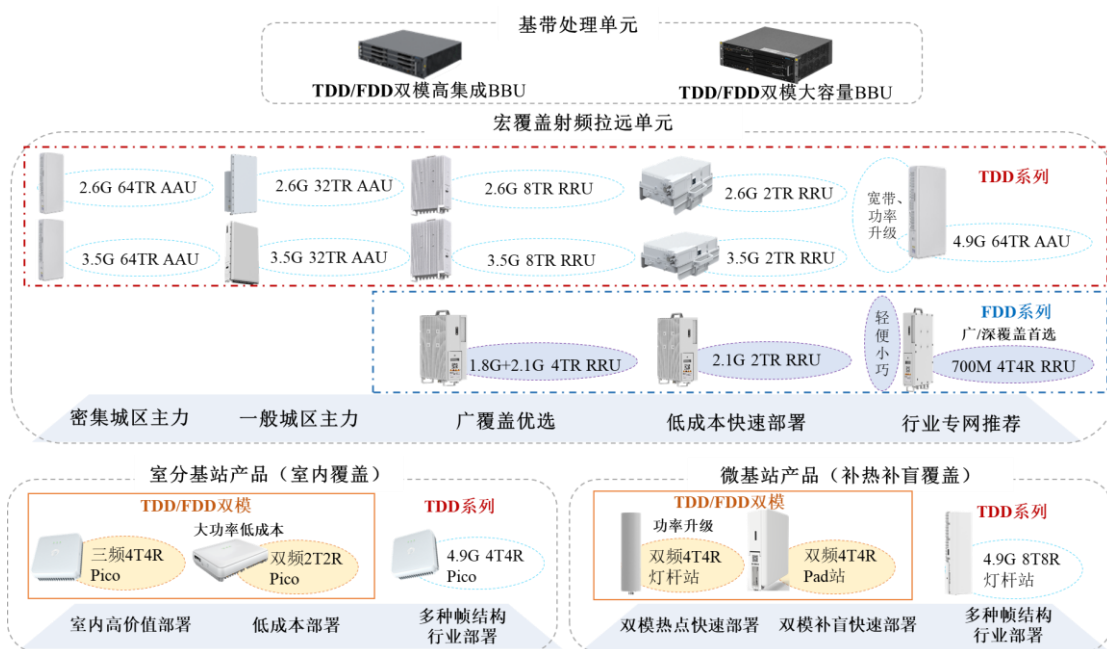 基带处理单元
TDD/FDD双模高集成BBU
TDD/FDD双模大容量BBU
宏覆盖射频拉远单元
TDD系列
2.6G 64TR AAU
2.6G 32TR AAU
2.6G 8TR RRU
2.6G 2TR RRU
宽带、
功率
升级
4.9G 64TR AAU
3.5G 64TR AAU
3.5G 32TR AAU
3.5G 8TR RRU
3.5G 2TR RRU
FDD系列
广/深覆盖首选
1.8G+2.1G 4TR RRU
2.1G 2TR RRU
轻
便
小
巧
700M 4T4R RRU
密集城区主力
一般城区主力
广覆盖优选
低成本快速部署
行业专网推荐
室分基站产品（室内覆盖）
TDD/FDD双模
TDD系列
大功率低成本
三频4T4R
Pico
双频2T2R
Pico
4.9G 4T4R
Pico
室内高价值部署
低成本部署
多种帧结构
行业部署
微基站产品（补热补盲覆盖）
TDD/FDD双模
TDD系列
功率升级
双频4T4R
灯杆站
双频4T4R
Pad站
4.9G 8T8R
灯杆站
双模热点快速部署
双模补盲快速部署
多种帧结构
行业部署